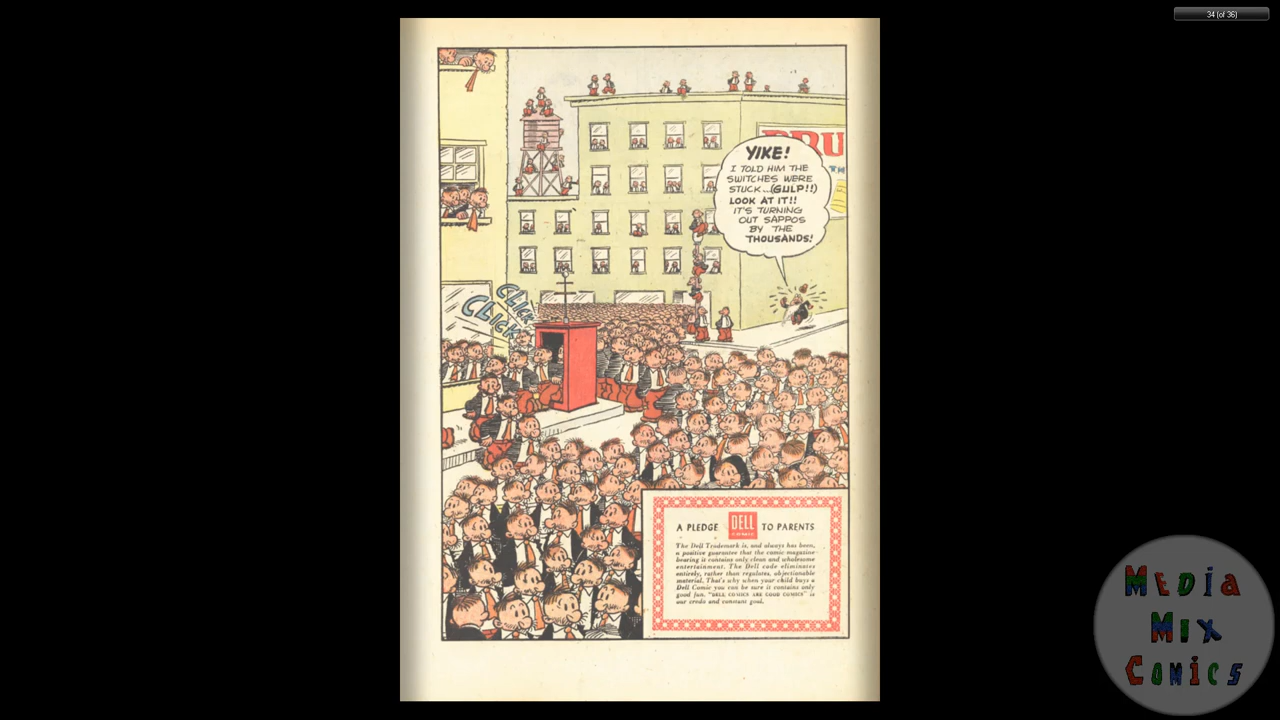 34 (of 36)
YIKE!
I TOLD HIM THE
SWITCHES WERE
STUCK...(GULP!!)
LOOK AT IT!!
IT'S TURNING
OUT SAPPOS
BY THE
THOUSANDS!
CLICK
CLICK
A PLEDGE DELL COMIC TO PARENTS
The Dell Trademark is, and always has been,
a positive guarantee that the comic magazine
bearing it contains only clean and wholesome
entertainment. The Dell code eliminates
entirely, rather than regulates, objectionable
material. That's why when your child buys a
Dell Comic you can be sure it contains only
good fun. "DELL COMICS ARE GOOD COMICS" is
our credo and constant goal.
MEDIA
MIX
COMICS